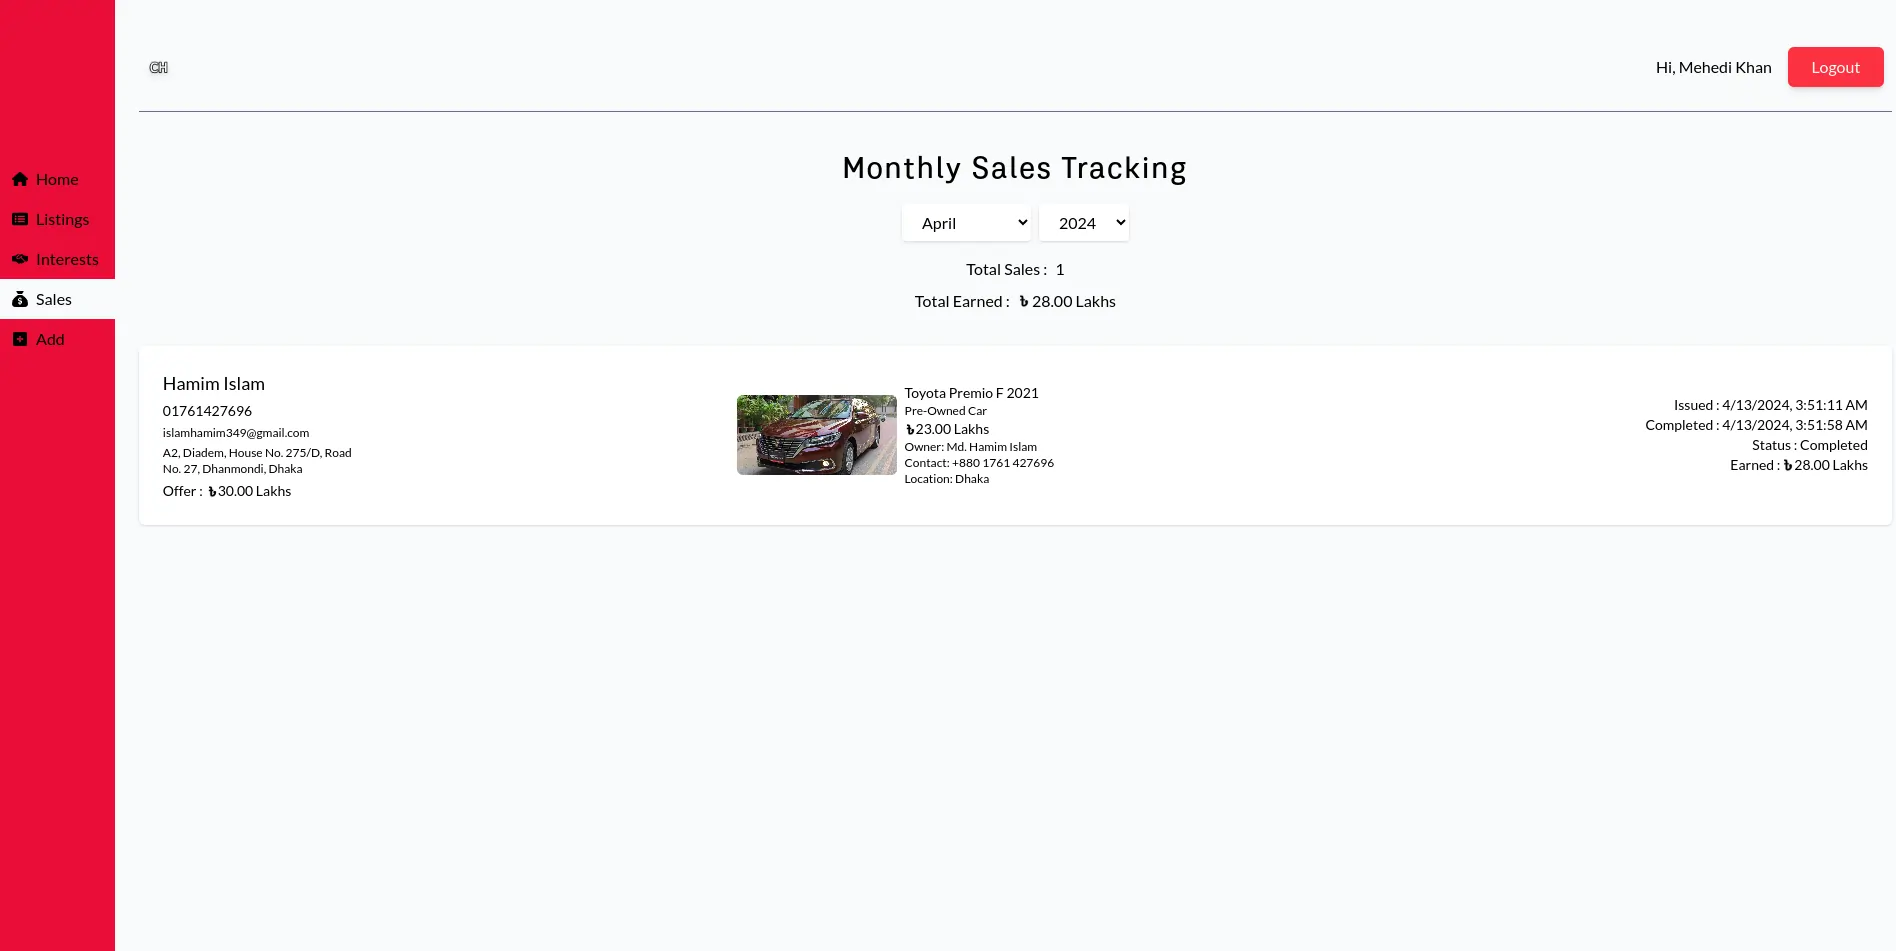 CH
Hi, Mehedi Khan
Logout
Home
Listings
Interests
Sales
Add
Monthly Sales Tracking
April
2024
Total Sales : 1
Total Earned : ৳ 28.00 Lakhs
Hamim Islam
01761427696
islamhamim349@gmail.com
A2, Diadem, House No. 275/D, Road
No. 27, Dhanmondi, Dhaka
Offer : ৳ 30.00 Lakhs
Toyota Premio F 2021
Pre-Owned Car
৳ 23.00 Lakhs
Owner: Md. Hamim Islam
Contact: +880 1761 427696
Location: Dhaka
Issued : 4/13/2024, 3:51:11 AM
Completed : 4/13/2024, 3:51:58 AM
Status : Completed
Earned : ৳ 28.00 Lakhs